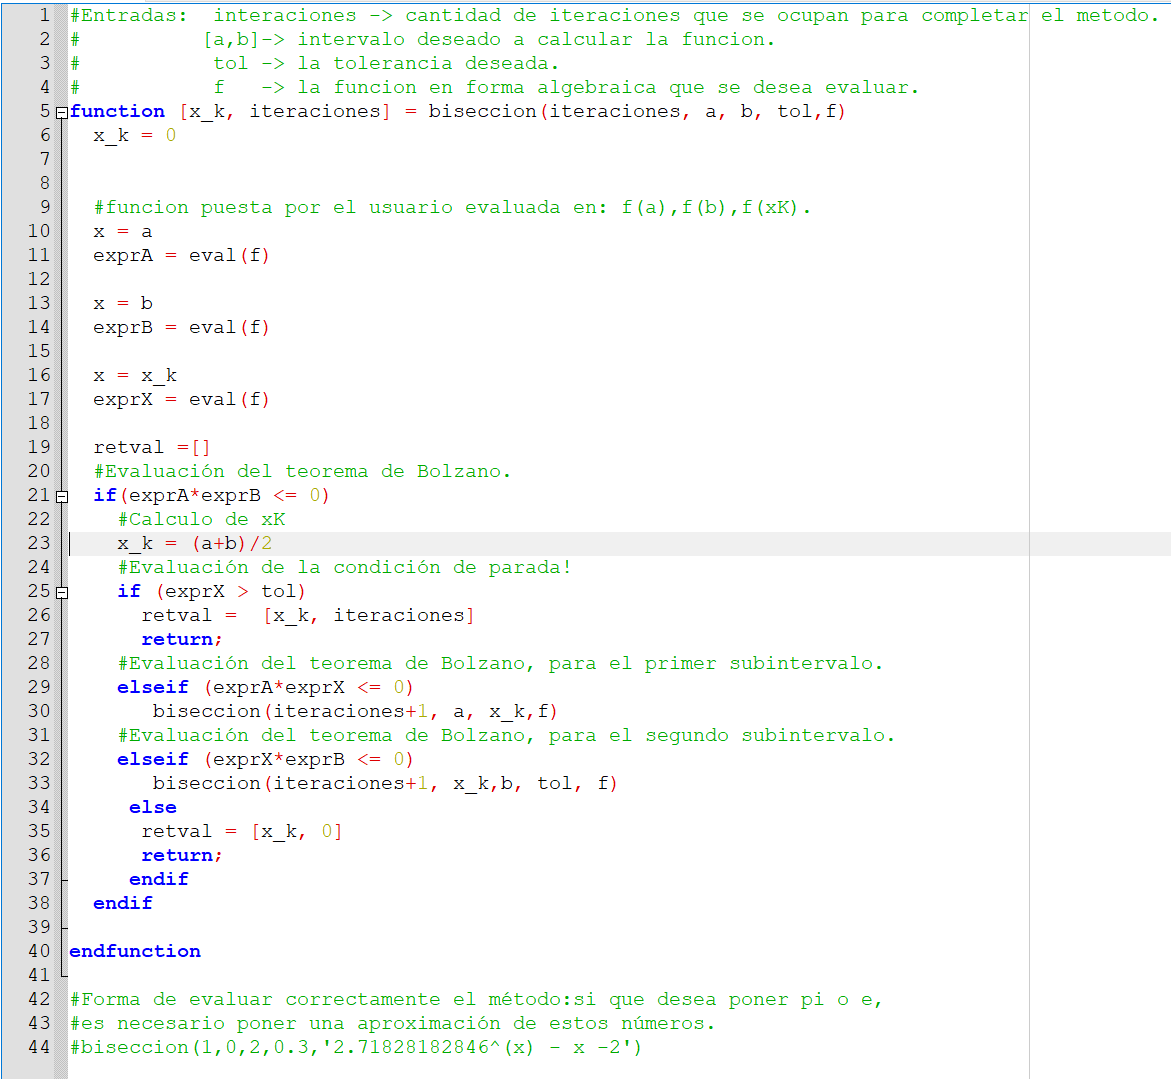 1 #Entradas:  interaciones -> cantidad de iteraciones que se ocupan para completar el metodo.
2 #           [a,b]-> intervalo deseado a calcular la funcion.
3 #            tol -> la tolerancia deseada.
4 #            f   -> la funcion en forma algebraica que se desea evaluar.
5 function [x_k, iteraciones] = biseccion(iteraciones, a, b, tol,f)
6   x_k = 0
7
8
9   #funcion puesta por el usuario evaluada en: f(a),f(b),f(xK).
10   x = a
11   exprA = eval(f)
12
13   x = b
14   exprB = eval(f)
15
16   x = x_k
17   exprX = eval(f)
18
19   retval =[]
20   #Evaluación del teorema de Bolzano.
21   if(exprA*exprB <= 0)
22     #Calculo de xK
23     x_k = (a+b)/2
24     #Evaluación de la condición de parada!
25     if (exprX > tol)
26       retval =  [x_k, iteraciones]
27       return;
28     #Evaluación del teorema de Bolzano, para el primer subintervalo.
29     elseif (exprA*exprX <= 0)
30        biseccion(iteraciones+1, a, x_k,f)
31     #Evaluación del teorema de Bolzano, para el segundo subintervalo.
32     elseif (exprX*exprB <= 0)
33        biseccion(iteraciones+1, x_k,b, tol, f)
34      else
35       retval = [x_k, 0]
36       return;
37      endif
38   endif
39
40 endfunction
41
42 #Forma de evaluar correctamente el método:si que desea poner pi o e,
43 #es necesario poner una aproximación de estos números.
44 #biseccion(1,0,2,0.3,'2.71828182846^(x) - x -2')